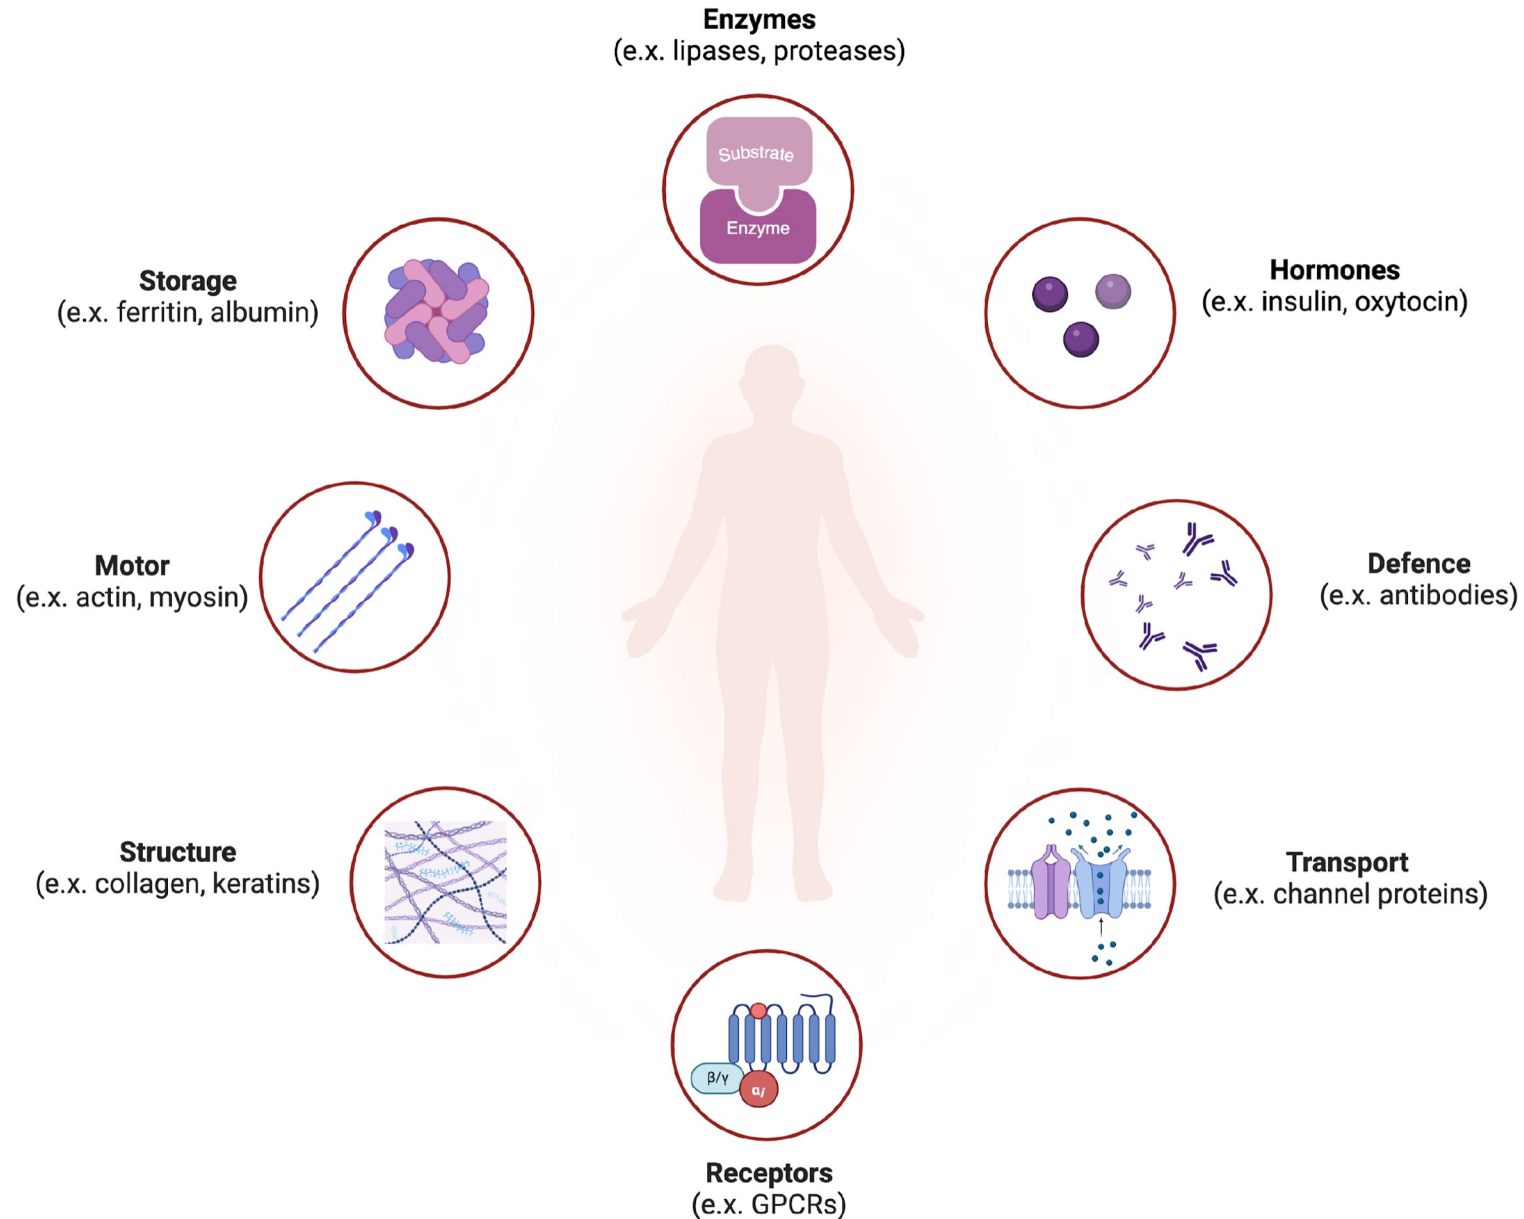 Enzymes
(e.x. lipases, proteases)
Substrate
Enzyme
Storage
(e.x. ferritin, albumin)
Hormones
(e.x. insulin, oxytocin)
Motor
(e.x. actin, myosin)
Defence
(e.x. antibodies)
Structure
(e.x. collagen, keratins)
Transport
(e.x. channel proteins)
β/γ
αi
Receptors
(e.x. GPCRs)